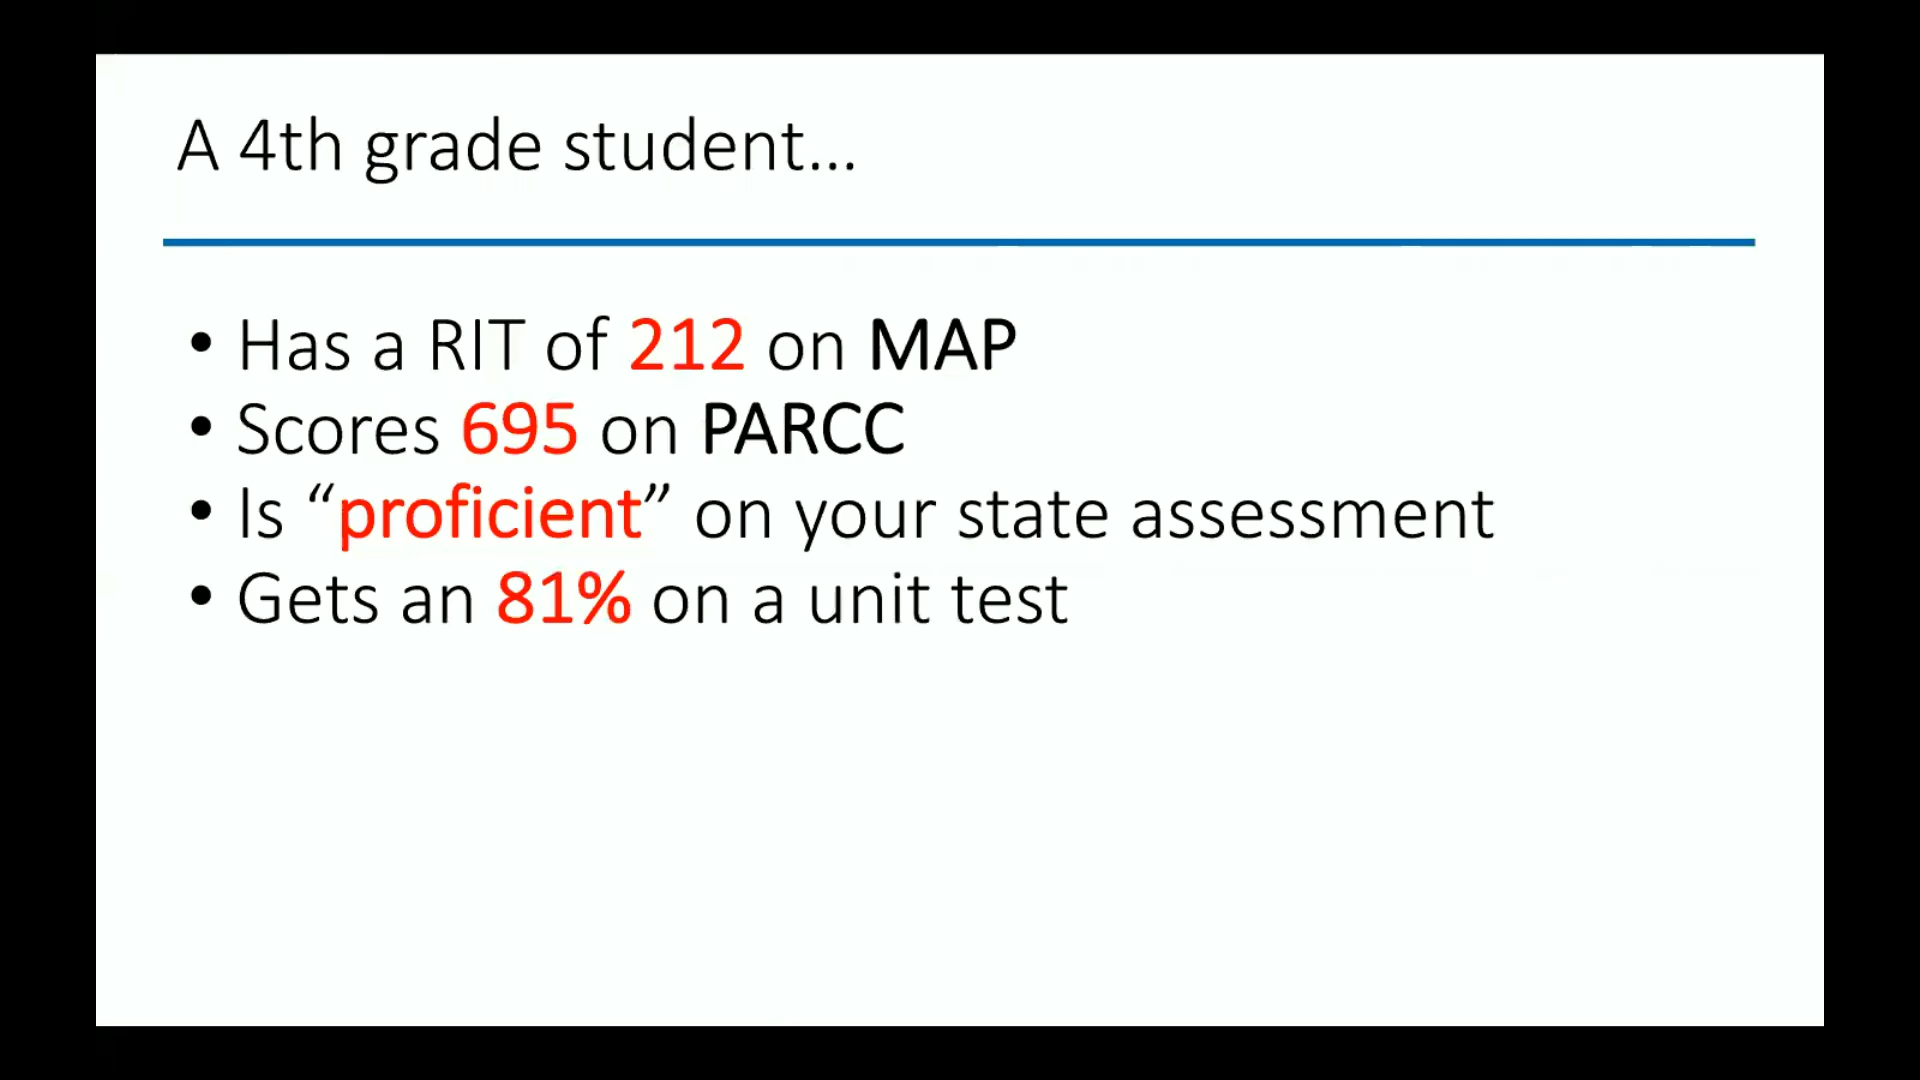 A 4th grade student...
• Has a RIT of 212 on MAP
• Scores 695 on PARCC
• Is “proficient” on your state assessment
• Gets an 81% on a unit test